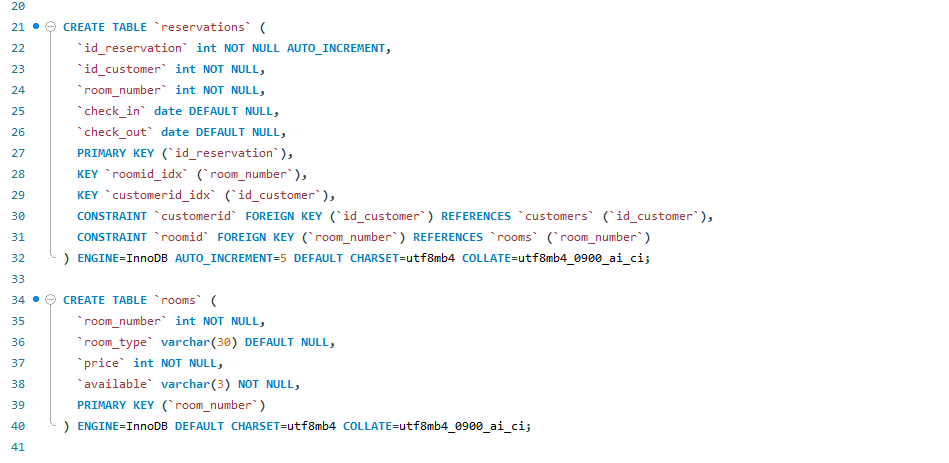 20
21 CREATE TABLE `reservations` (
22 `id_reservation` int NOT NULL AUTO_INCREMENT,
23 `id_customer` int NOT NULL,
24 `room_number` int NOT NULL,
25 `check_in` date DEFAULT NULL,
26 `check_out` date DEFAULT NULL,
27 PRIMARY KEY (`id_reservation`),
28 KEY `roomid_idx` (`room_number`),
29 KEY `customerid_idx` (`id_customer`),
30 CONSTRAINT `customerid` FOREIGN KEY (`id_customer`) REFERENCES `customers` (`id_customer`),
31 CONSTRAINT `roomid` FOREIGN KEY (`room_number`) REFERENCES `rooms` (`room_number`)
32 ) ENGINE=InnoDB AUTO_INCREMENT=5 DEFAULT CHARSET=utf8mb4 COLLATE=utf8mb4_0900_ai_ci;
33
34 CREATE TABLE `rooms` (
35 `room_number` int NOT NULL,
36 `room_type` varchar(30) DEFAULT NULL,
37 `price` int NOT NULL,
38 `available` varchar(3) NOT NULL,
39 PRIMARY KEY (`room_number`)
40 ) ENGINE=InnoDB DEFAULT CHARSET=utf8mb4 COLLATE=utf8mb4_0900_ai_ci;
41